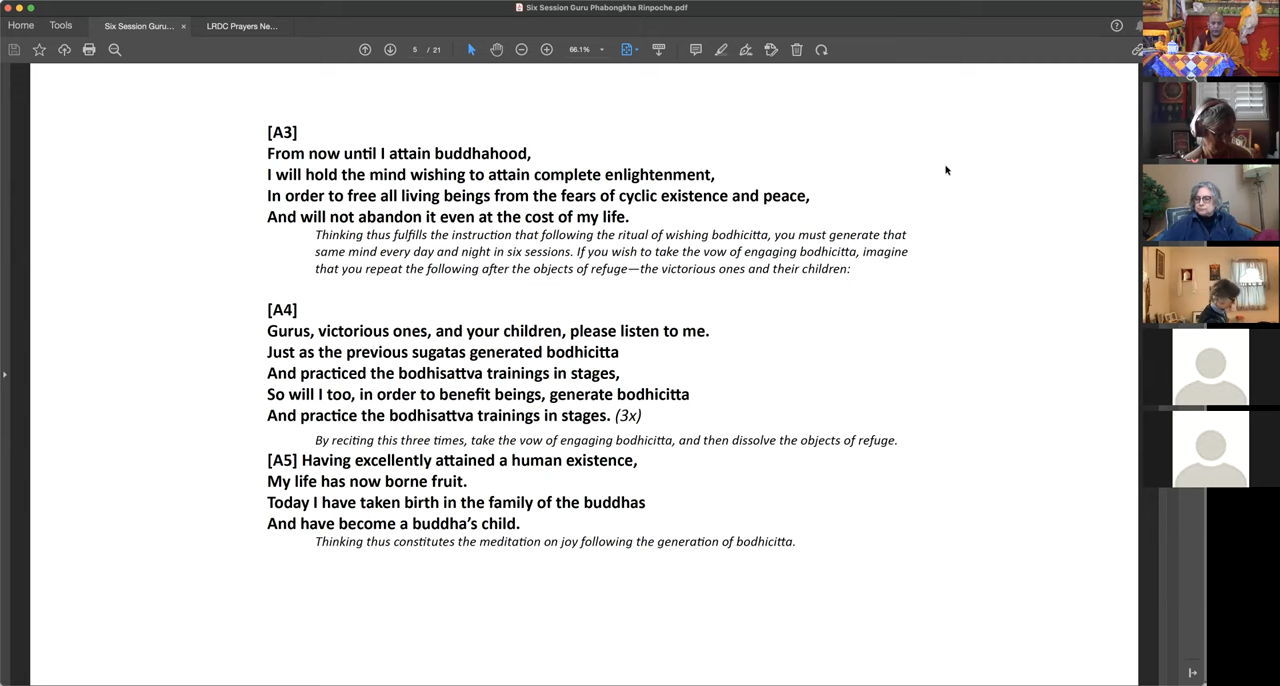 Six Session Guru Phabongkha Rinpoche.pdf
Home Tools Six Session Guru... × LRDC Prayers Ne...
5 / 21 66.1%
[A3]
From now until I attain buddhahood,
I will hold the mind wishing to attain complete enlightenment,
In order to free all living beings from the fears of cyclic existence and peace,
And will not abandon it even at the cost of my life.
Thinking thus fulfills the instruction that following the ritual of wishing bodhicitta, you must generate that
same mind every day and night in six sessions. If you wish to take the vow of engaging bodhicitta, imagine
that you repeat the following after the objects of refuge—the victorious ones and their children:
[A4]
Gurus, victorious ones, and your children, please listen to me.
Just as the previous sugatas generated bodhicitta
And practiced the bodhisattva trainings in stages,
So will I too, in order to benefit beings, generate bodhicitta
And practice the bodhisattva trainings in stages. (3x)
By reciting this three times, take the vow of engaging bodhicitta, and then dissolve the objects of refuge.
[A5] Having excellently attained a human existence,
My life has now borne fruit.
Today I have taken birth in the family of the buddhas
And have become a buddha's child.
Thinking thus constitutes the meditation on joy following the generation of bodhicitta.